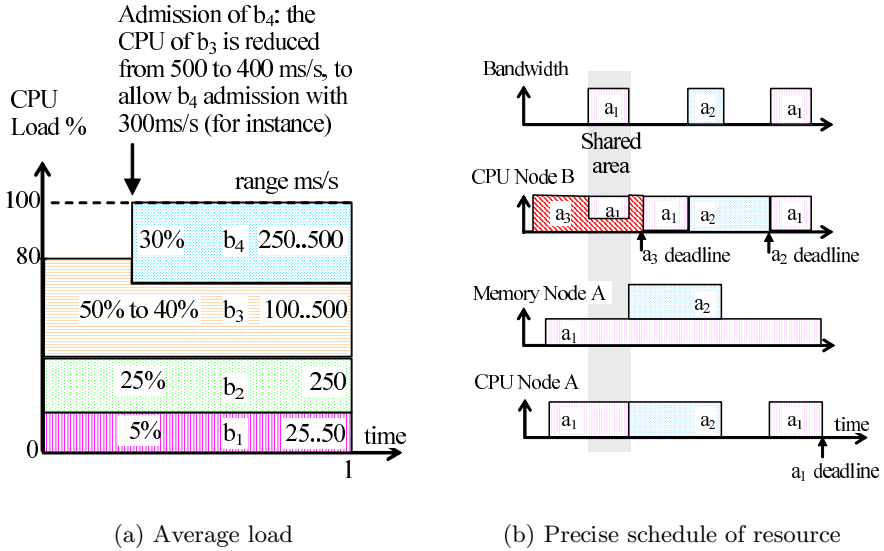 Admission of b4: the
CPU of b3 is reduced
from 500 to 400 ms/s, to
allow b4 admission with
300ms/s (for instance)
CPU
Load %
range ms/s
100
30% b4 250..500
80
50% to 40% b3 100..500
25% b2 250
5% b1 25..50
0
time
1
(a) Average load
Bandwidth
a1 a2 a1
Shared
area
CPU Node B
a3 a1 a1 a2 a1
a3 deadline a2 deadline
Memory Node A
a2
a1
CPU Node A
a1 a2 a1
time
a1 deadline
(b) Precise schedule of resource